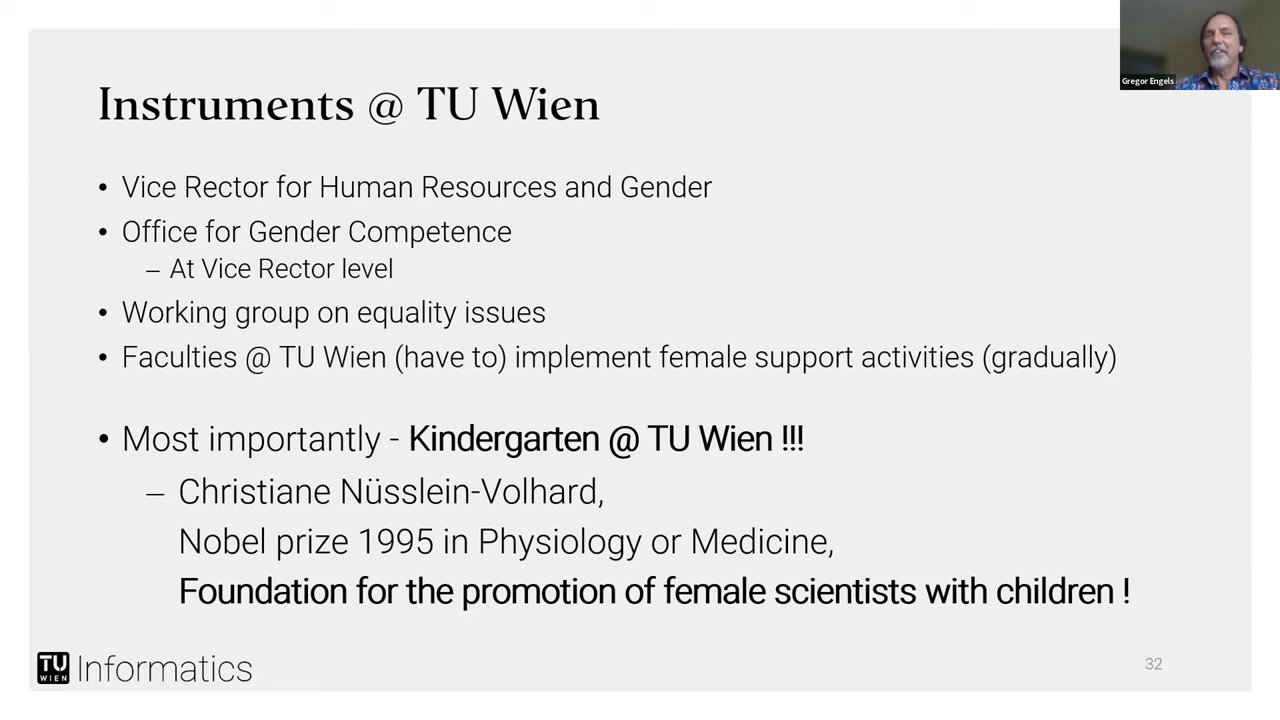 Gregor Engels
Instruments @ TU Wien
• Vice Rector for Human Resources and Gender
• Office for Gender Competence
– At Vice Rector level
• Working group on equality issues
• Faculties @ TU Wien (have to) implement female support activities (gradually)
• Most importantly - Kindergarten @ TU Wien !!!
– Christiane Nüsslein-Volhard,
Nobel prize 1995 in Physiology or Medicine,
Foundation for the promotion of female scientists with children !
TU
WIEN
Informatics
32